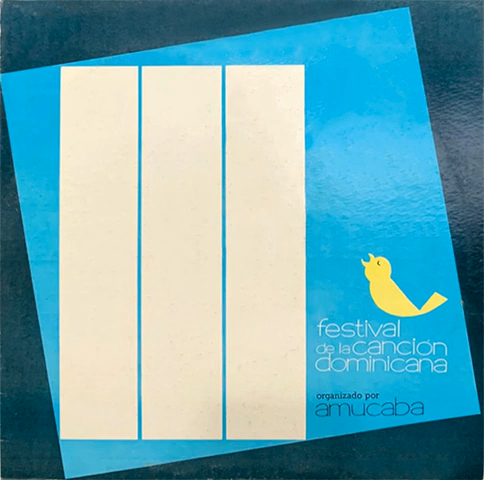 festival
de la canción
dominicana
organizado por
amucaba